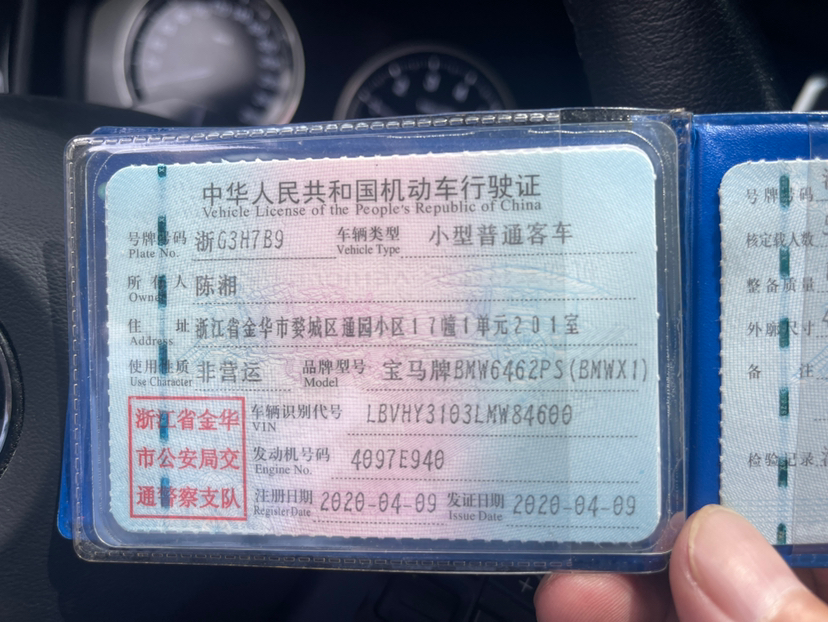 中华人民共和国机动车行驶证
Vehicle License of the People's Republic of China
号牌号码 浙G3H7B9 车辆类型 小型普通客车
Plate No. Vehicle Type
所有人 陈湘
Owner
住址 浙江省金华市婺城区通园小区17幢1单元201室
Address
使用性质 非营运 品牌型号 宝马牌BMW6462PS(BMWX1)
Use Character Model
浙江省金华
市公安局交
通警察支队
车辆识别代号 LBVHY3103LMW84600
VIN
发动机号码 4097E940
Engine No.
注册日期 2020-04-09 发证日期 2020-04-09
Register Date Issue Date
号牌号码
核定载人数
整备质量
外廓尺寸
备注
检验记录